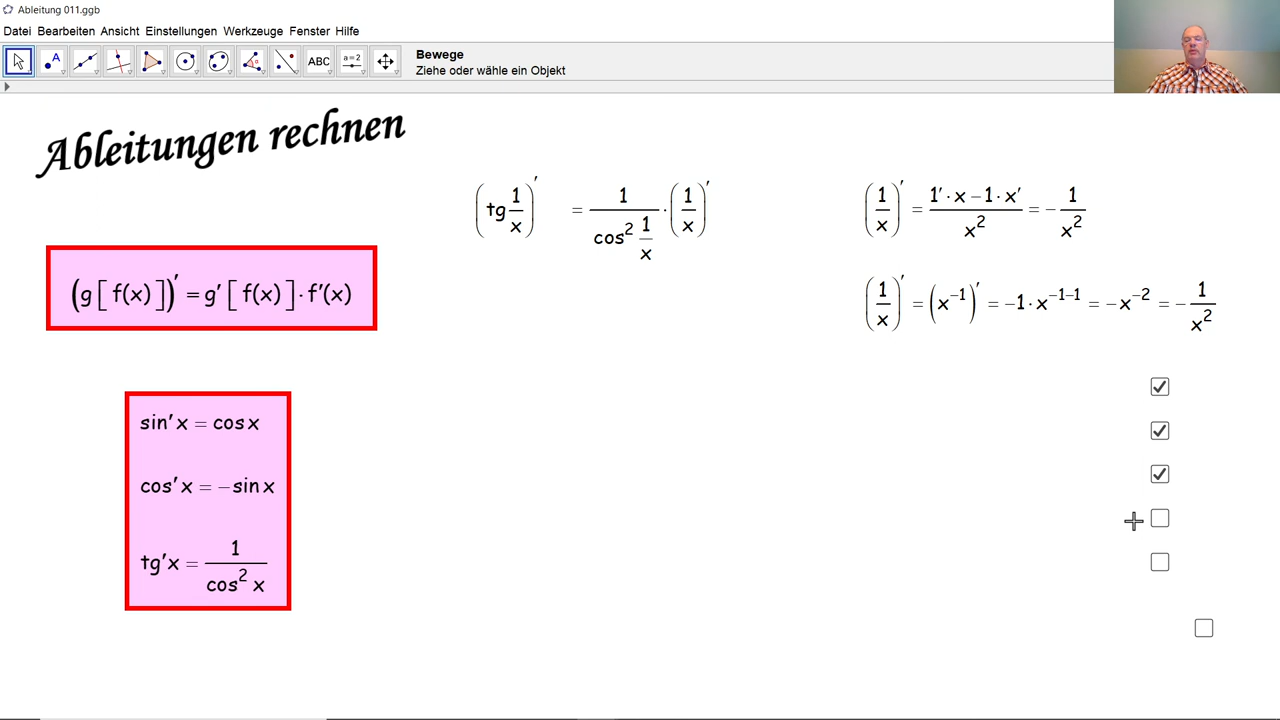 Ableitung 011.ggb
Datei Bearbeiten Ansicht Einstellungen Werkzeuge Fenster Hilfe
A
ABC
a=2
Bewege
Ziehe oder wähle ein Objekt
Ableitungen rechnen
(tg 1/x)′ = 1/(cos² 1/x) · (1/x)′
(1/x)′ = (1′ · x − 1 · x′)/x² = − 1/x²
(g[f(x)])′ = g′[f(x)] · f′(x)
(1/x)′ = (x⁻¹)′ = −1 · x⁻¹⁻¹ = −x⁻² = − 1/x²
sin′ x = cos x
cos′ x = − sin x
tg′ x = 1/(cos² x)